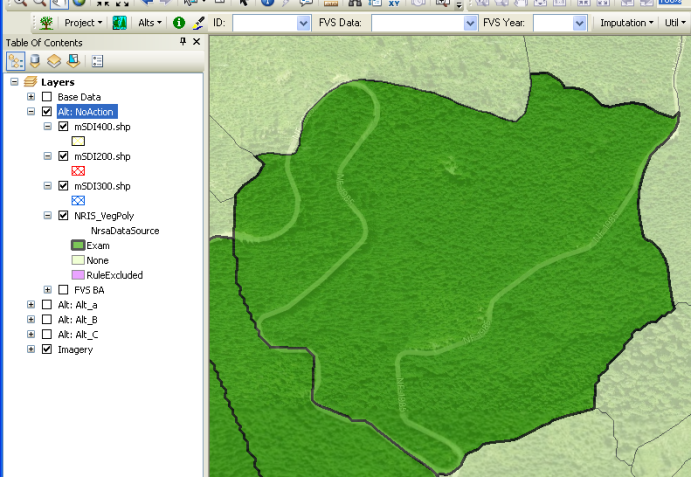 100%
Project Alts ID: FVS Data: FVS Year: Imputation Util
Table Of Contents
Layers
Base Data
Alt: NoAction
mSDI400.shp
mSDI200.shp
mSDI300.shp
NRIS_VegPoly
NrsaDataSource
Exam
None
RuleExcluded
FVS BA
Alt: Alt_a
Alt: Alt_B
Alt: Alt_C
Imagery